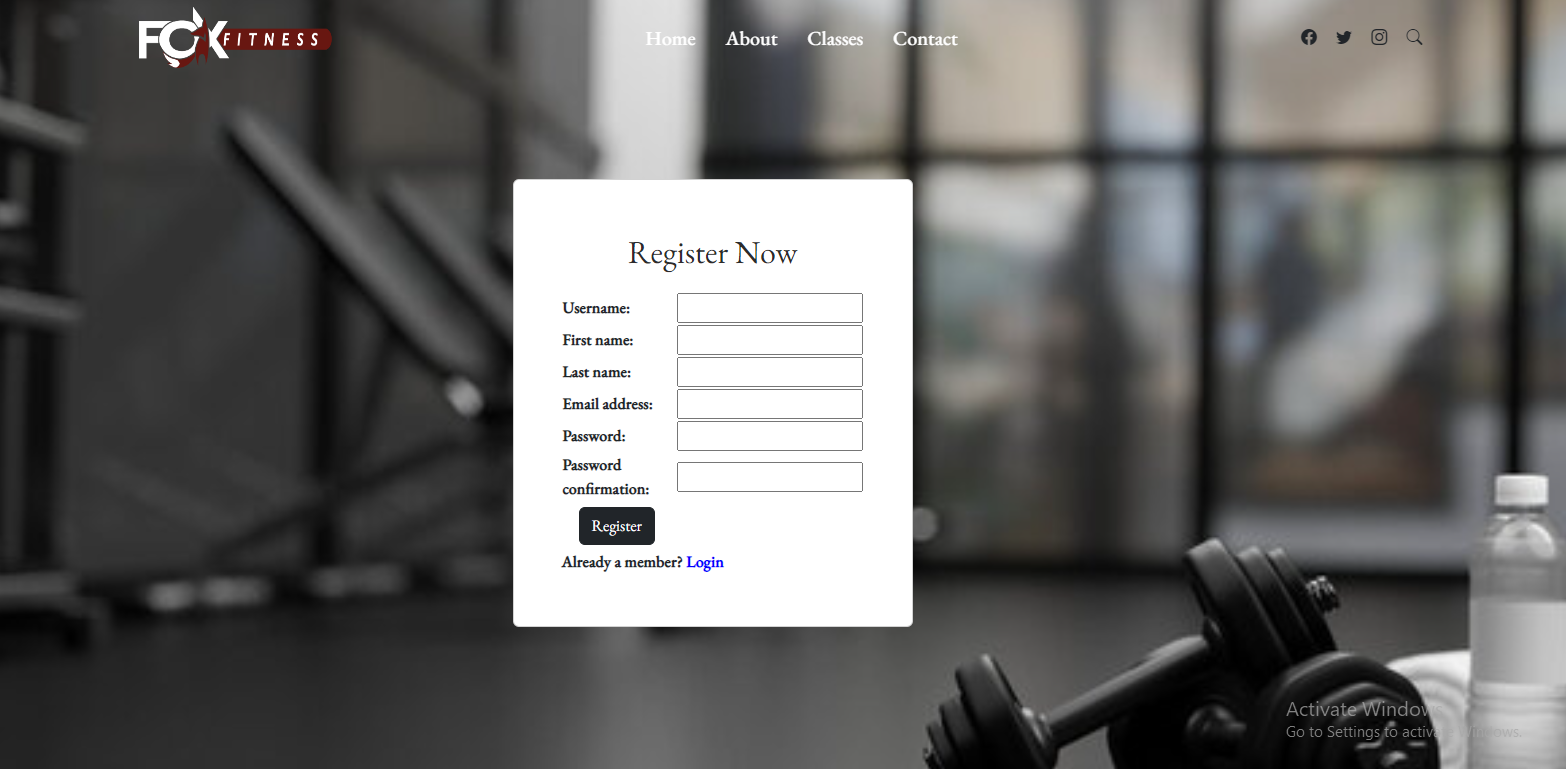 FOX FITNESS
Home About Classes Contact
Register Now
Username:
First name:
Last name:
Email address:
Password:
Password
confirmation:
Register
Already a member? Login
Activate Windows
Go to Settings to activate Windows.